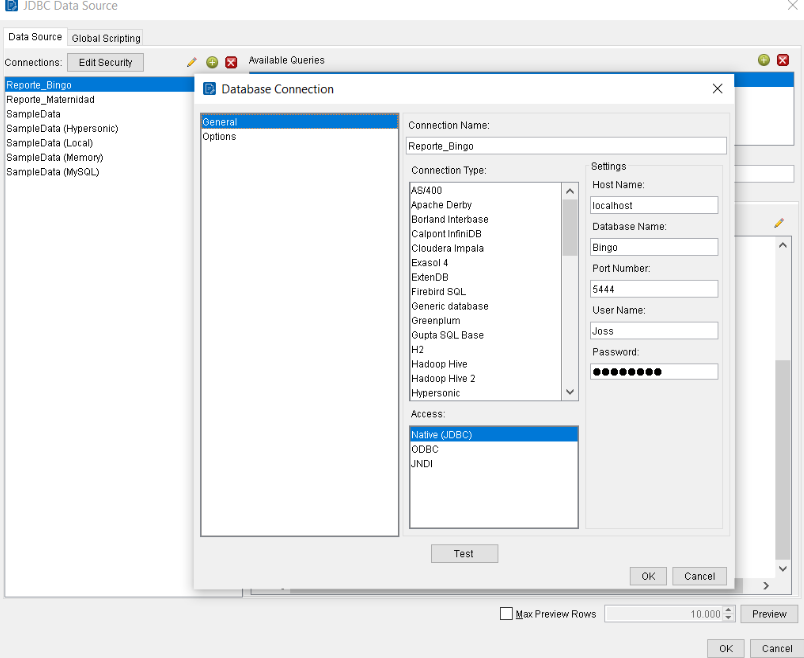 JDBC Data Source
Data Source
Global Scripting
Connections:
Edit Security
Available Queries
Reporte_Bingo
Reporte_Maternidad
SampleData
SampleData (Hypersonic)
SampleData (Local)
SampleData (Memory)
SampleData (MySQL)
Database Connection
General
Options
Connection Name:
Reporte_Bingo
Connection Type:
AS/400
Apache Derby
Borland Interbase
Calpont InfiniDB
Cloudera Impala
Exasol 4
ExtenDB
Firebird SQL
Generic database
Greenplum
Gupta SQL Base
H2
Hadoop Hive
Hadoop Hive 2
Hypersonic
Access:
Native (JDBC)
ODBC
JNDI
Settings
Host Name:
localhost
Database Name:
Bingo
Port Number:
5444
User Name:
Joss
Password:
●●●●●●●●
Test
OK
Cancel
Max Preview Rows
10.000
Preview
OK
Cancel